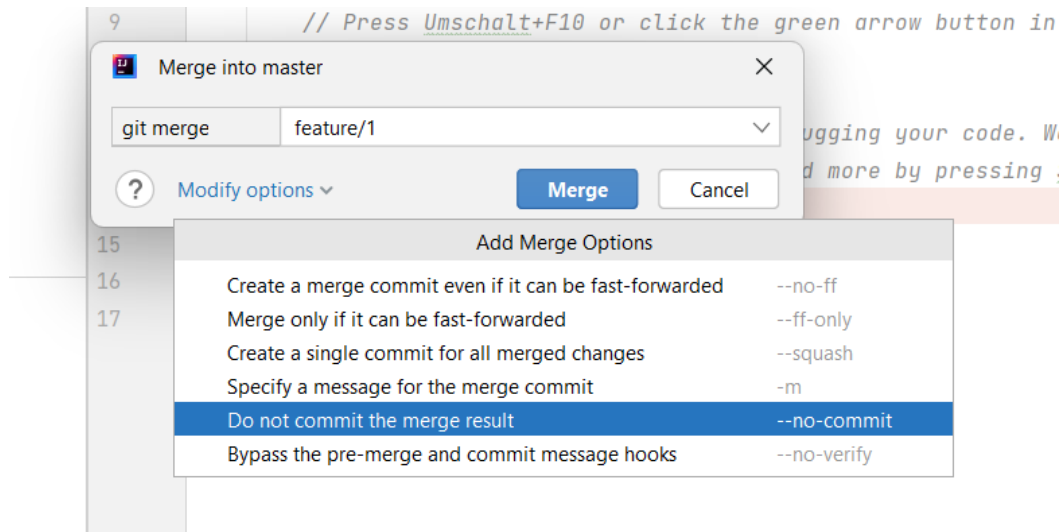 9 // Press Umschalt+F10 or click the green arrow button in
Merge into master
git merge feature/1
ugging your code. We
d more by pressing
? Modify options Merge Cancel
15 Add Merge Options
16 Create a merge commit even if it can be fast-forwarded --no-ff
17 Merge only if it can be fast-forwarded --ff-only
Create a single commit for all merged changes --squash
Specify a message for the merge commit -m
Do not commit the merge result --no-commit
Bypass the pre-merge and commit message hooks --no-verify